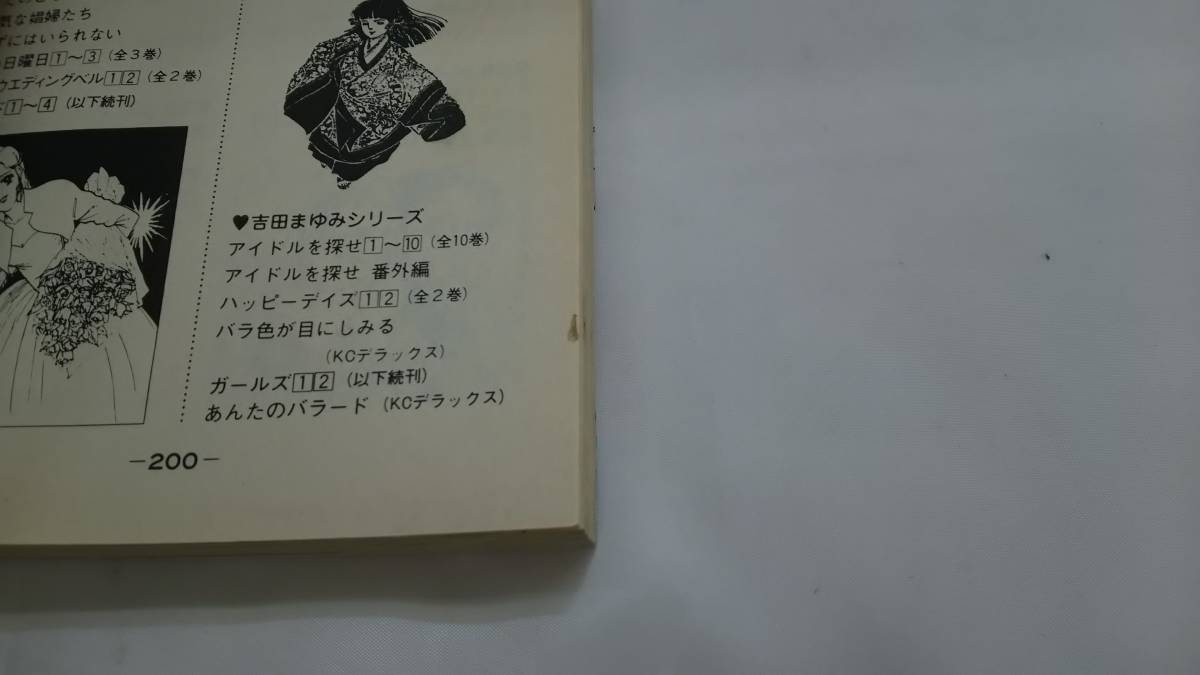 気な娼婦たち
ずにはいられない
日曜日1～3（全3巻）
ウエディングベル12（全2巻）
1～4（以下続刊）
♥吉田まゆみシリーズ
アイドルを探せ1～10（全10巻）
アイドルを探せ 番外編
ハッピーデイズ12（全2巻）
バラ色が目にしみる
（KCデラックス）
ガールズ12（以下続刊）
あんたのバラード（KCデラックス）
－200－